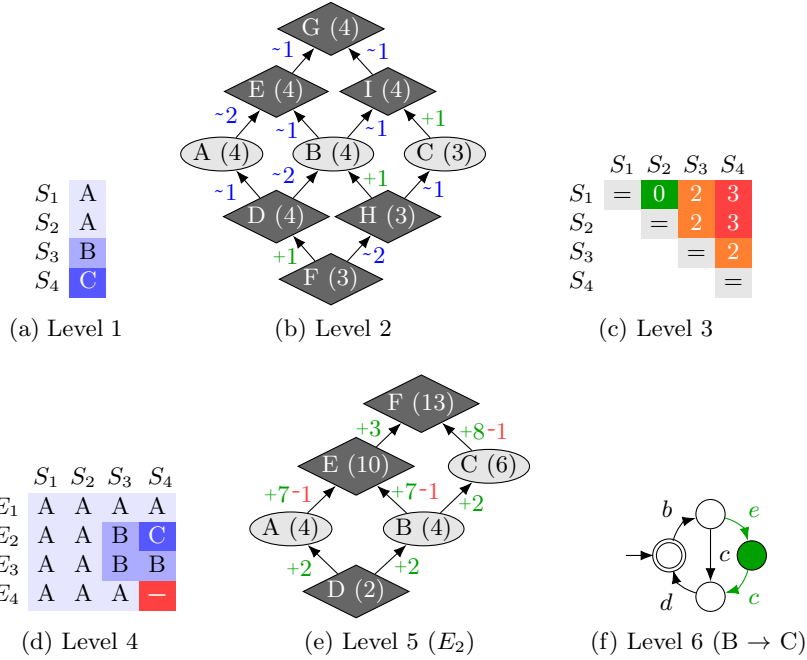 G (4)
~1 ~1
E (4) I (4)
~2 ~1 ~1 +1
A (4) B (4) C (3)
~1 ~2 +1 ~1
D (4) H (3)
+1 ~2
F (3)
S1 A
S2 A
S3 B
S4 C
S1 S2 S3 S4
S1 = 0 2 3
S2 = 2 3
S3 = 2
S4 =
(a) Level 1
(b) Level 2
(c) Level 3
S1 S2 S3 S4
E1 A A A A
E2 A A B C
E3 A A B B
E4 A A A −
F (13)
+3 +8-1
E (10) C (6)
+7-1 +7-1 +2
A (4) B (4)
+2 +2
D (2)
b e
c
d c
(d) Level 4
(e) Level 5 (E2)
(f) Level 6 (B → C)